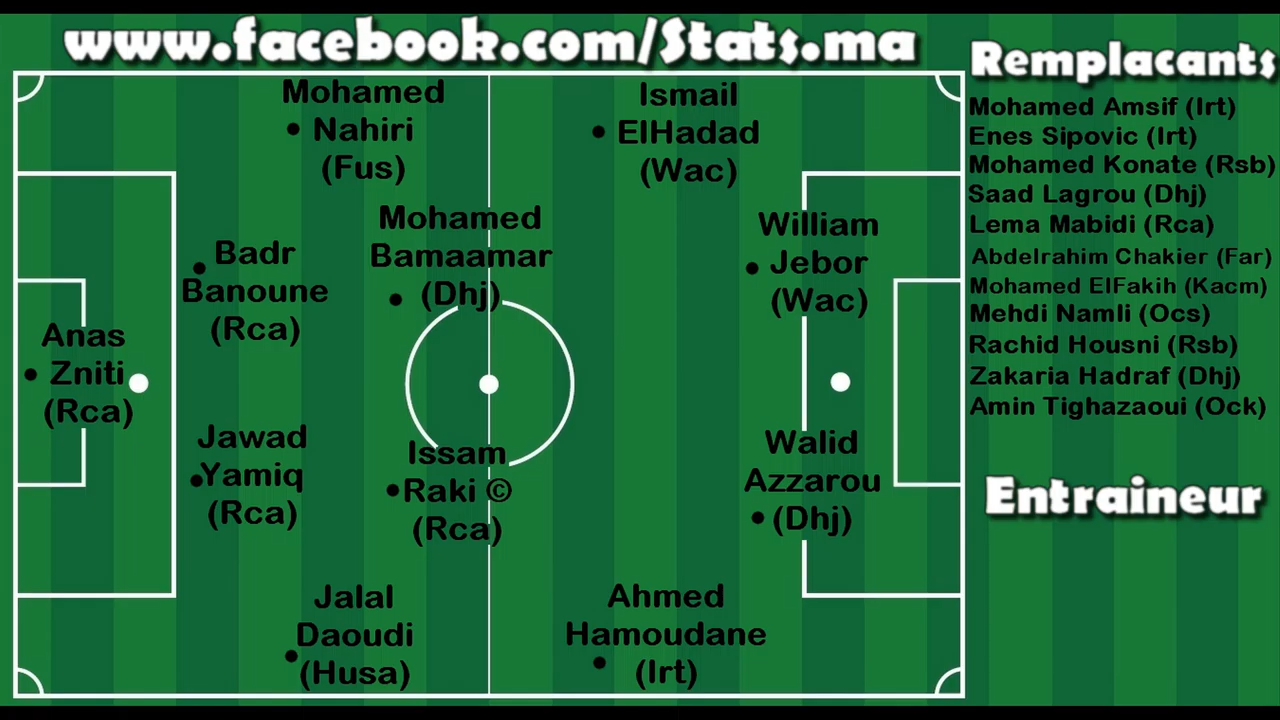 www.facebook.com/Stats.ma
Mohamed
Nahiri
(Fus)
Ismail
ElHadad
(Wac)
Badr
Banoune
(Rca)
Mohamed
Bamaamar
(Dhj)
William
Jebor
(Wac)
Anas
Zniti
(Rca)
Jawad
Yamiq
(Rca)
Issam
Raki ©
(Rca)
Walid
Azzarou
(Dhj)
Jalal
Daoudi
(Husa)
Ahmed
Hamoudane
(Irt)
Remplacants
Mohamed Amsif (Irt)
Enes Sipovic (Irt)
Mohamed Konate (Rsb)
Saad Lagrou (Dhj)
Lema Mabidi (Rca)
Abdelrahim Chakier (Far)
Mohamed ElFakih (Kacm)
Mehdi Namli (Ocs)
Rachid Housni (Rsb)
Zakaria Hadraf (Dhj)
Amin Tighazaoui (Ock)
Entraineur